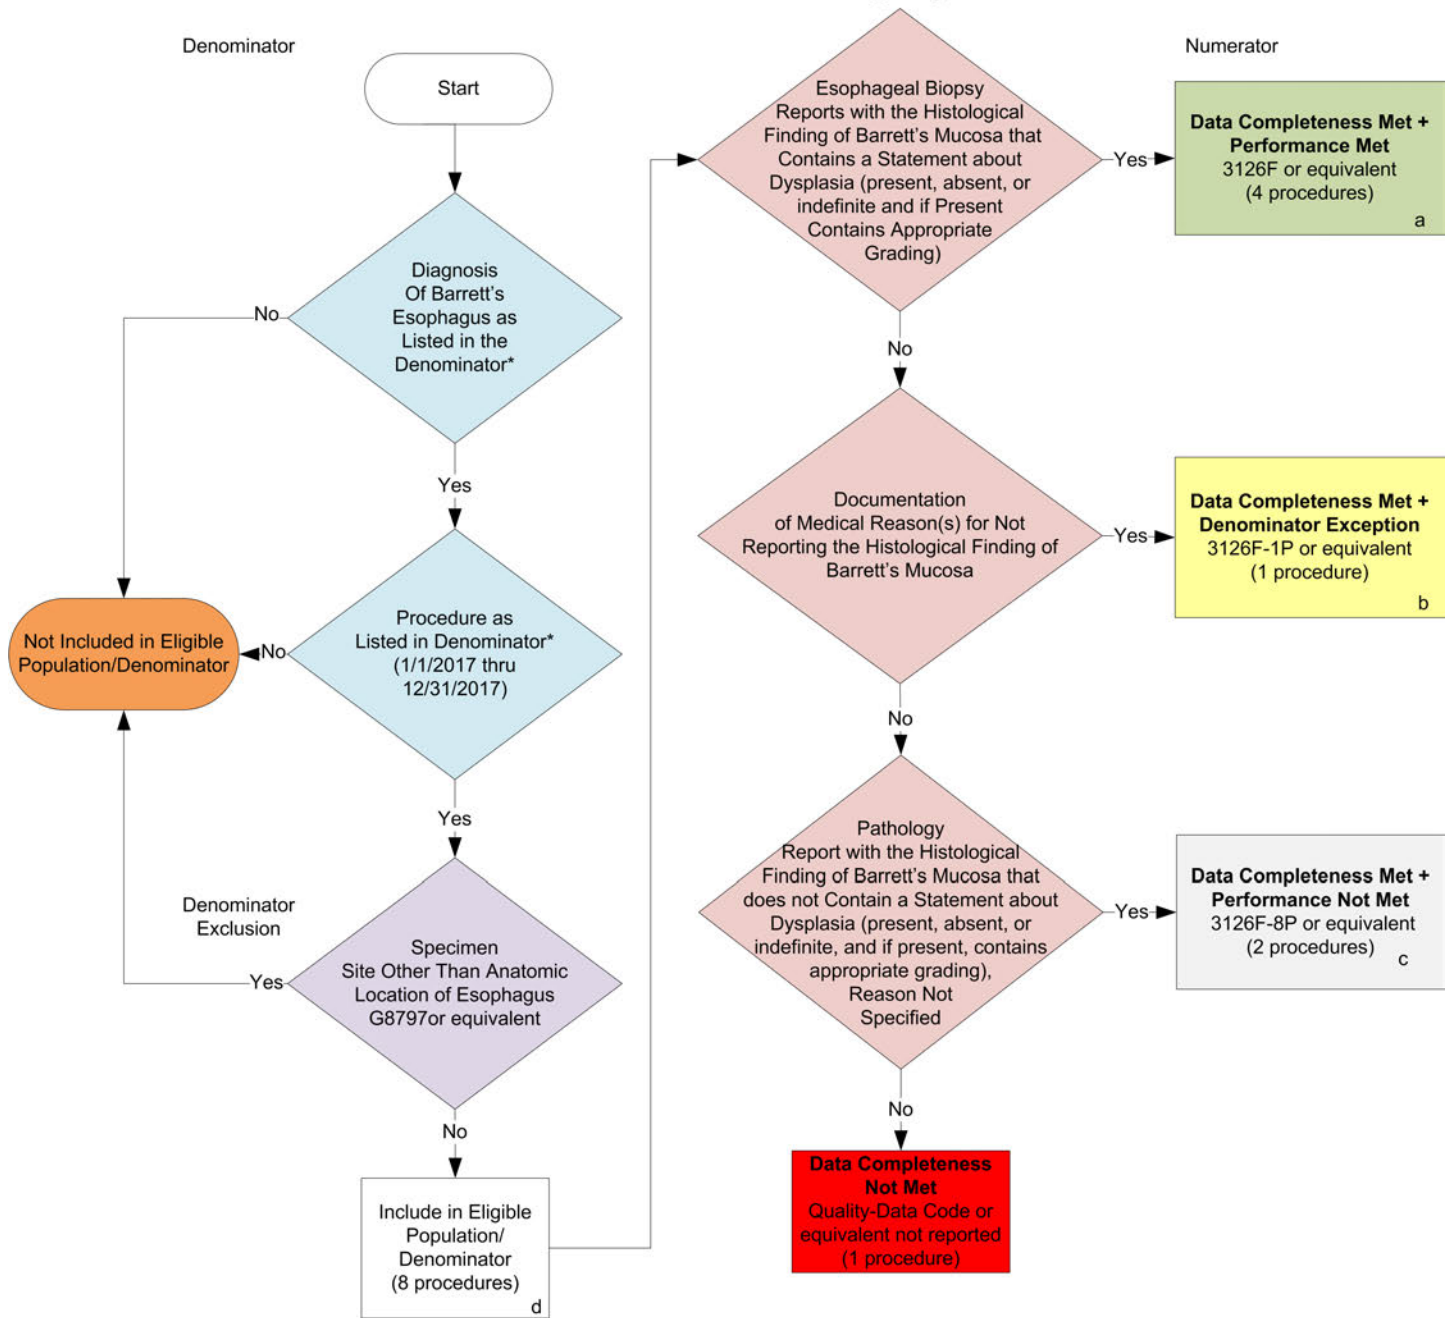 Denominator
Start
Diagnosis
Of Barrett's
Esophagus as
Listed in the
Denominator*
No
Yes
Procedure as
Listed in Denominator*
(1/1/2017 thru
12/31/2017)
No
Not Included in Eligible
Population/Denominator
Yes
Denominator
Exclusion
Specimen
Site Other Than Anatomic
Location of Esophagus
G8797or equivalent
Yes
No
Include in Eligible
Population/
Denominator
(8 procedures)
d
Numerator
Esophageal Biopsy
Reports with the Histological
Finding of Barrett's Mucosa that
Contains a Statement about
Dysplasia (present, absent, or
indefinite and if Present
Contains Appropriate
Grading)
Yes
Data Completeness Met +
Performance Met
3126F or equivalent
(4 procedures)
a
No
Documentation
of Medical Reason(s) for Not
Reporting the Histological Finding of
Barrett's Mucosa
Yes
Data Completeness Met +
Denominator Exception
3126F-1P or equivalent
(1 procedure)
b
No
Pathology
Report with the Histological
Finding of Barrett's Mucosa that
does not Contain a Statement about
Dysplasia (present, absent, or
indefinite, and if present, contains
appropriate grading),
Reason Not
Specified
Yes
Data Completeness Met +
Performance Not Met
3126F-8P or equivalent
(2 procedures)
c
No
Data Completeness
Not Met
Quality-Data Code or
equivalent not reported
(1 procedure)